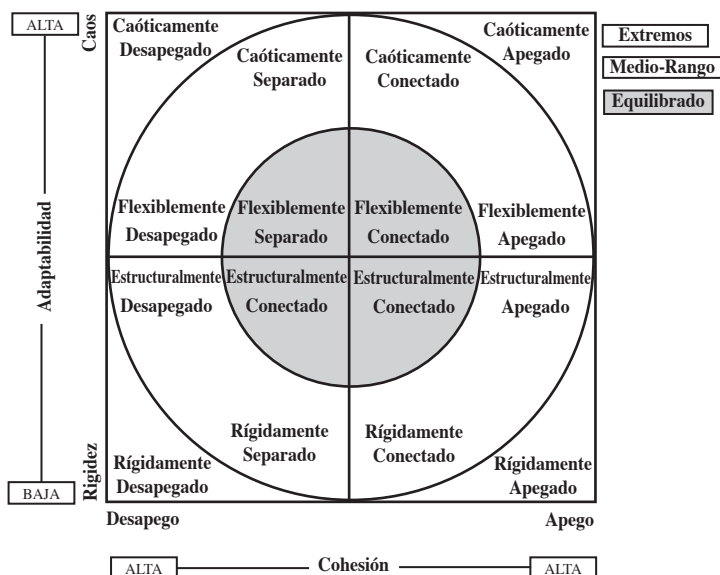 ALTA
Caos
Caóticamente
Desapegado
Caóticamente
Separado
Caóticamente
Conectado
Caóticamente
Apegado
Extremos
Medio-Rango
Equilibrado
Adaptabilidad
Flexiblemente
Desapegado
Flexiblemente
Separado
Flexiblemente
Conectado
Flexiblemente
Apegado
Estructuralmente
Desapegado
Estructuralmente
Conectado
Estructuralmente
Conectado
Estructuralmente
Apegado
Rígidamente
Desapegado
Rígidamente
Separado
Rígidamente
Conectado
Rígidamente
Apegado
Rigidez
BAJA
Desapego
Apego
ALTA
Cohesión
ALTA